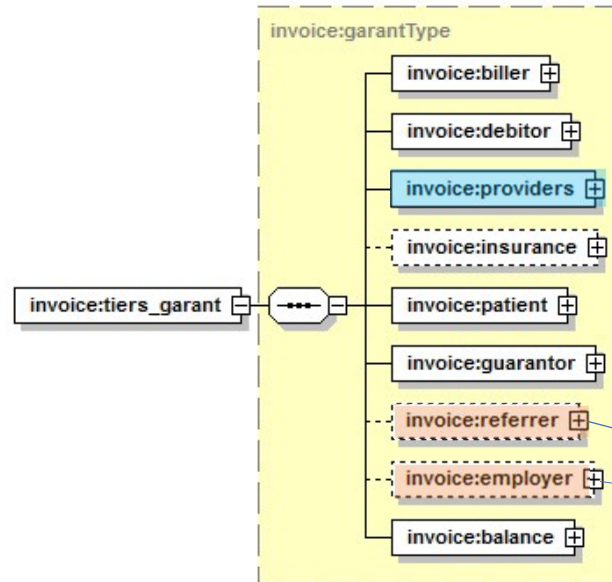 invoice:garantType
invoice:biller
invoice:debitor
invoice:providers
invoice:insurance
invoice:tiers_garant
invoice:patient
invoice:guarantor
invoice:referrer
invoice:employer
invoice:balance